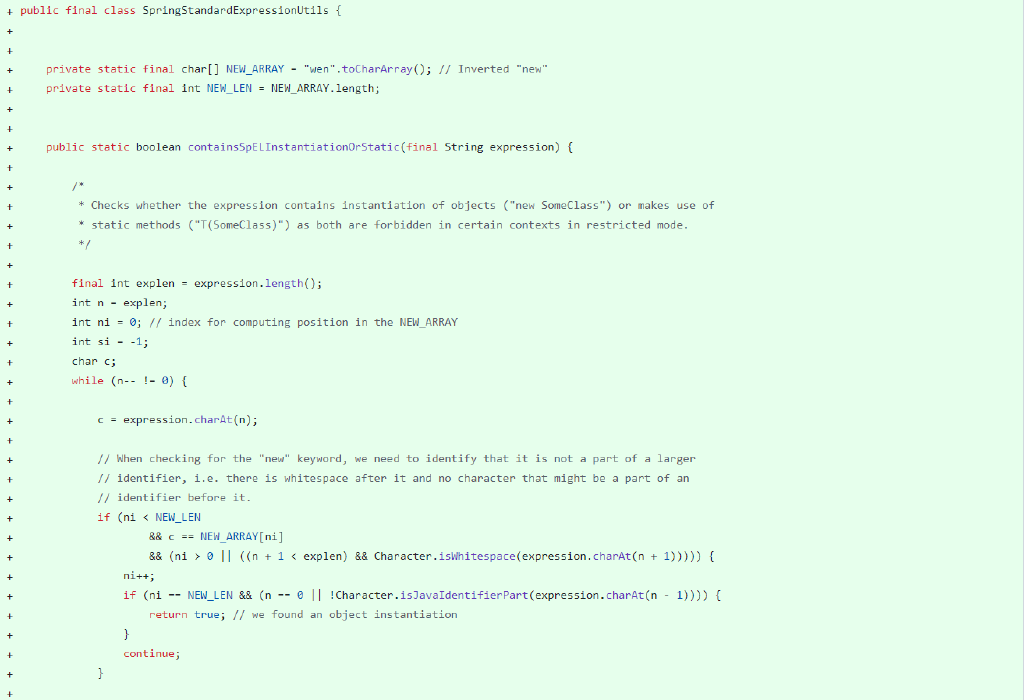 + public final class SpringStandardExpressionUtils {
+
+
+     private static final char[] NEW_ARRAY = "wen".toCharArray(); // Inverted "new"
+     private static final int NEW_LEN = NEW_ARRAY.length;
+
+
+     public static boolean containsSpELInstantiationOrStatic(final String expression) {
+
+         /*
+          * Checks whether the expression contains instantiation of objects ("new SomeClass") or makes use of
+          * static methods ("T(SomeClass)") as both are forbidden in certain contexts in restricted mode.
+          */
+
+         final int explen = expression.length();
+         int n = explen;
+         int ni = 0; // index for computing position in the NEW_ARRAY
+         int si = -1;
+         char c;
+         while (n-- != 0) {
+
+             c = expression.charAt(n);
+
+             // When checking for the "new" keyword, we need to identify that it is not a part of a larger
+             // identifier, i.e. there is whitespace after it and no character that might be a part of an
+             // identifier before it.
+             if (ni < NEW_LEN
+                     && c == NEW_ARRAY[ni]
+                     && (ni > 0 || ((n + 1 < explen) && Character.isWhitespace(expression.charAt(n + 1))))) {
+                 ni++;
+                 if (ni == NEW_LEN && (n == 0 || !Character.isJavaIdentifierPart(expression.charAt(n - 1)))) {
+                     return true; // we found an object instantiation
+                 }
+                 continue;
+             }
+